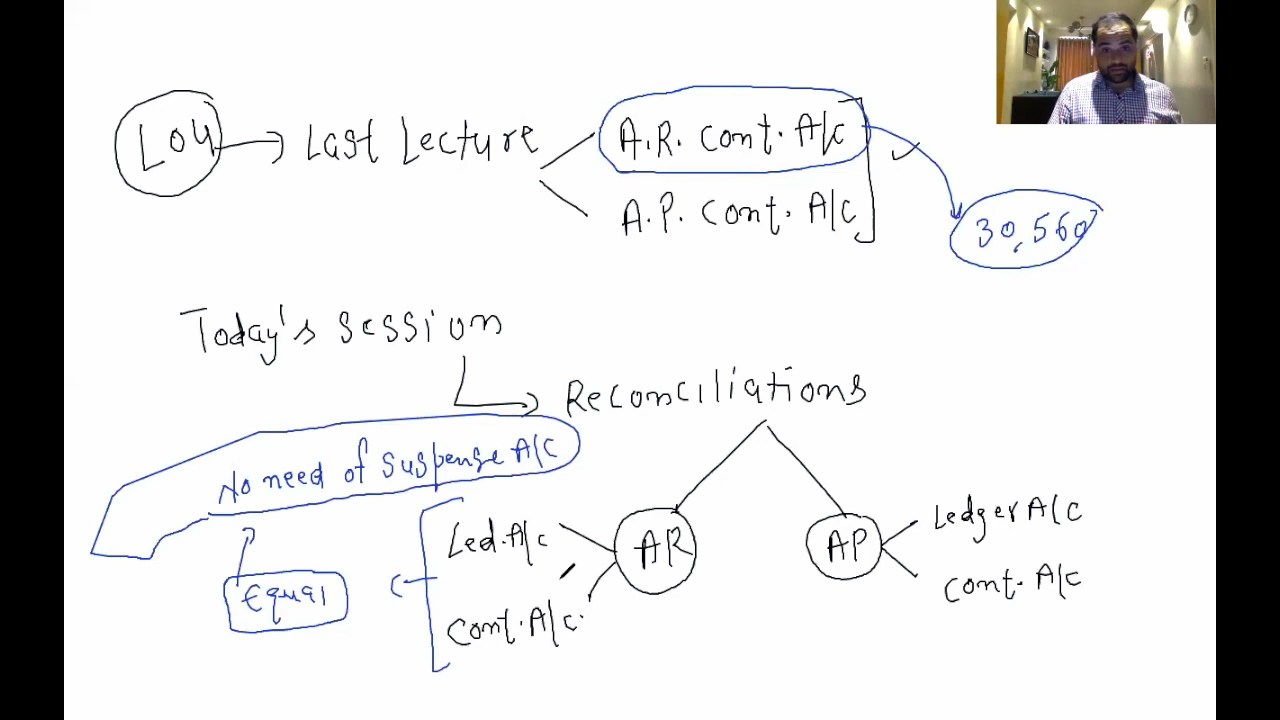 L04 Last Lecture A.R. Cont. A/c
A.P. Cont. A/c
30,560
Today's Session
Reconciliations
No need of Suspense A/C
Equal
Led. A/c
Cont. A/c.
AR
AP
Ledger A/C
Cont. A/C